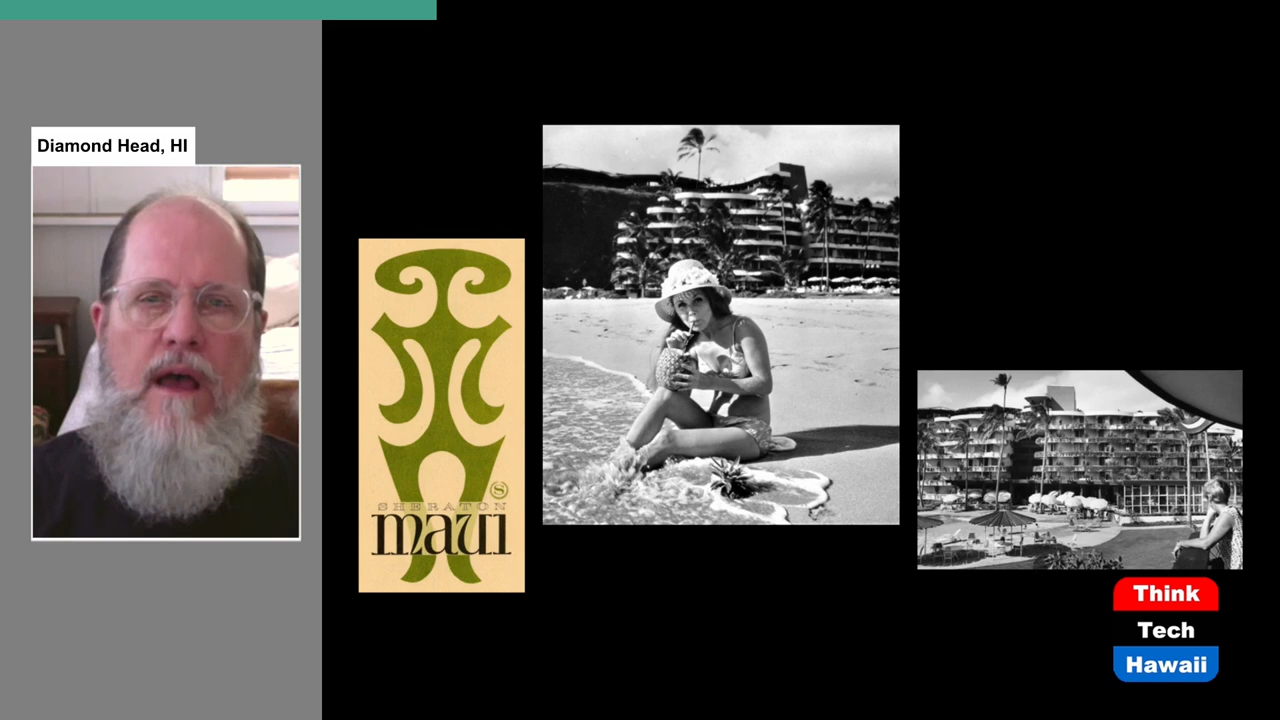 Diamond Head, HI
S
SHERATON
maui
Think
Tech
Hawaii